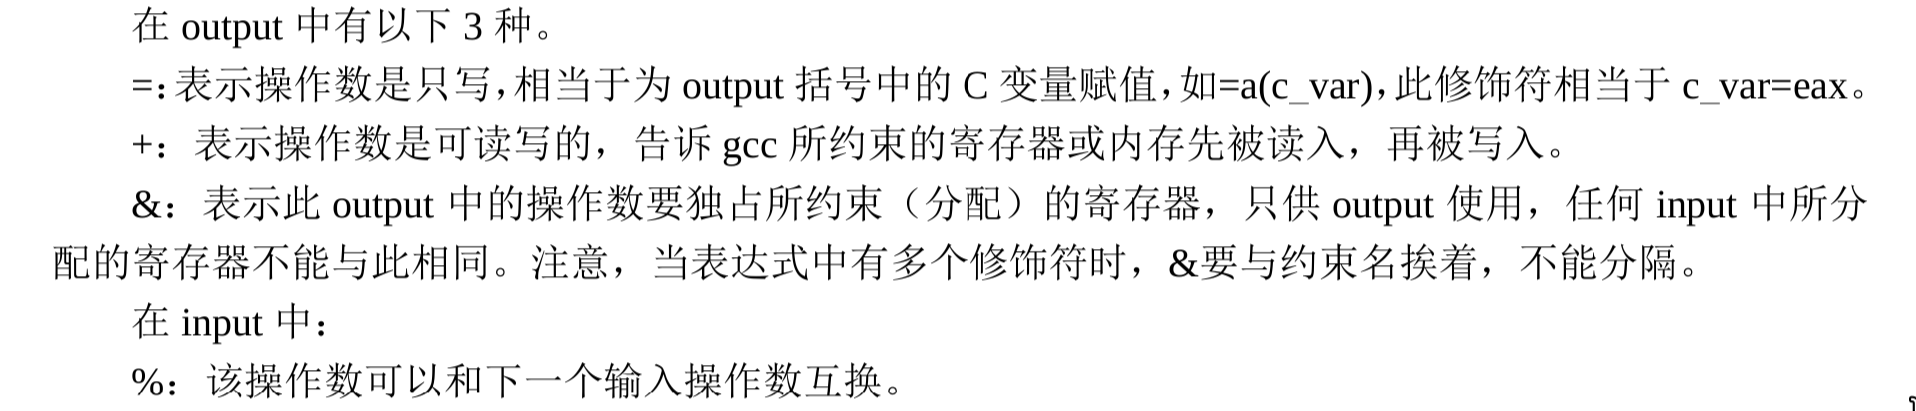 在 output 中有以下 3 种。
=：表示操作数是只写，相当于为 output 括号中的 C 变量赋值，如=a(c_var)，此修饰符相当于 c_var=eax。
+：表示操作数是可读写的，告诉 gcc 所约束的寄存器或内存先被读入，再被写入。
&：表示此 output 中的操作数要独占所约束（分配）的寄存器，只供 output 使用，任何 input 中所分
配的寄存器不能与此相同。注意，当表达式中有多个修饰符时，&要与约束名挨着，不能分隔。
在 input 中：
%：该操作数可以和下一个输入操作数互换。